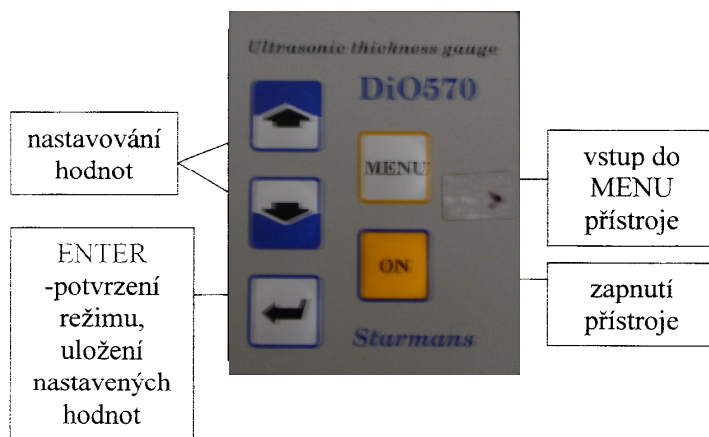 Ultrasonic thickness gauge
DiO570
nastavování
hodnot
MENU
vstup do
MENU
přístroje
ENTER
-potvrzení
režimu,
uložení
nastavených
hodnot
ON
zapnutí
přístroje
Starmans